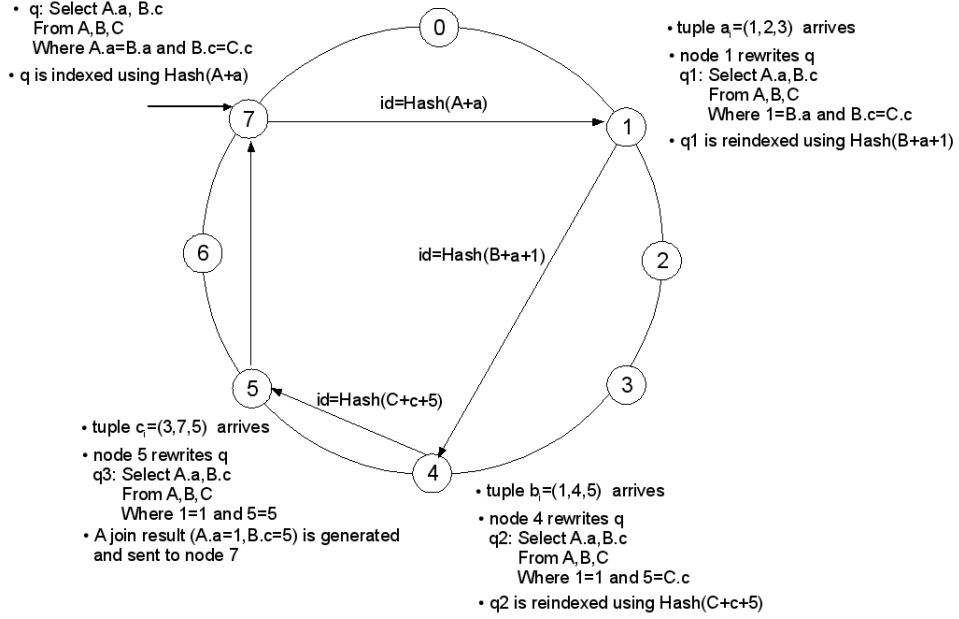 • q: Select A.a, B.c
From A,B,C
Where A.a=B.a and B.c=C.c
• q is indexed using Hash(A+a)
0
• tuple ai=(1,2,3) arrives
• node 1 rewrites q
q1: Select A.a,B.c
From A,B,C
Where 1=B.a and B.c=C.c
• q1 is reindexed using Hash(B+a+1)
7
id=Hash(A+a)
1
id=Hash(B+a+1)
6
2
3
5
id=Hash(C+c+5)
4
• tuple ci=(3,7,5) arrives
• node 5 rewrites q
q3: Select A.a,B.c
From A,B,C
Where 1=1 and 5=5
• A join result (A.a=1,B.c=5) is generated
and sent to node 7
• tuple bi=(1,4,5) arrives
• node 4 rewrites q
q2: Select A.a,B.c
From A,B,C
Where 1=1 and 5=C.c
• q2 is reindexed using Hash(C+c+5)